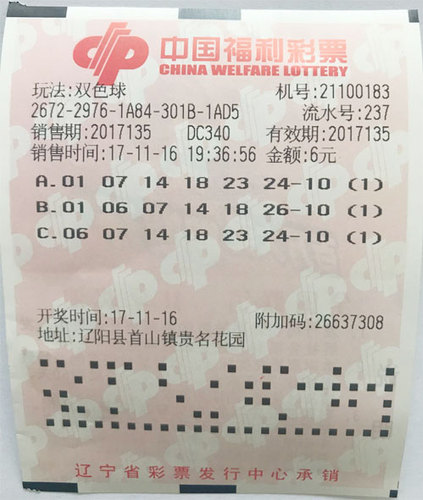 中国福利彩票
CHINA WELFARE LOTTERY
玩法:双色球 机号:21100183
2672-2976-1A84-301B-1AD5 流水号:237
销售期:2017135 DC340 有效期:2017135
销售时间:17-11-16 19:36:56 金额:6元
A.01 07 14 18 23 24-10 (1)
B.01 06 07 14 18 26-10 (1)
C.06 07 14 18 23 24-10 (1)
开奖时间:17-11-16 附加码:26637308
地址:辽阳县首山镇贵名花园
辽宁省彩票发行中心承销